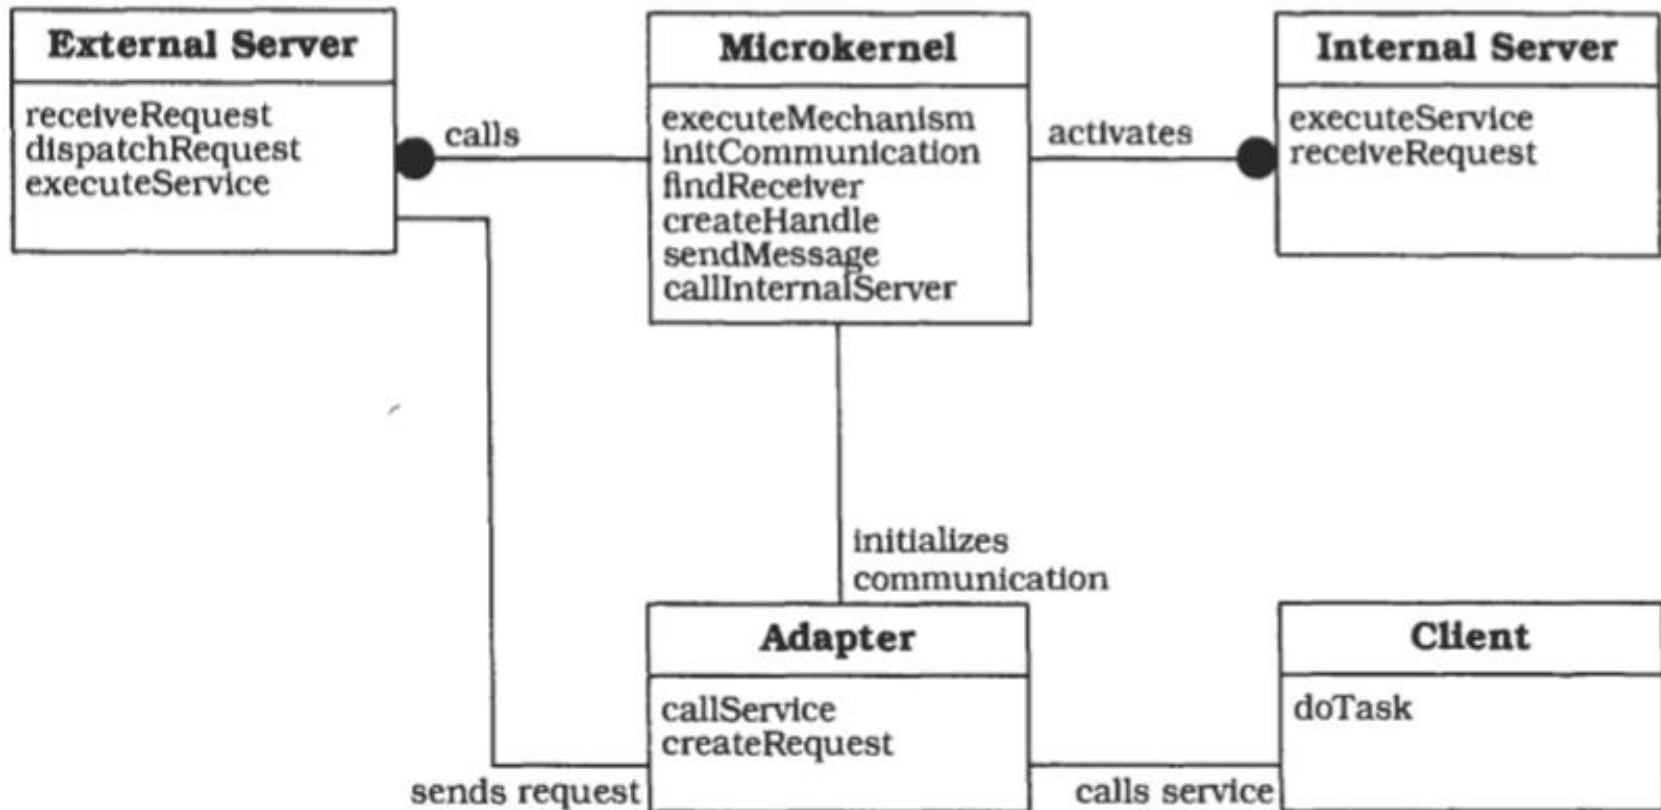 External Server
receiveRequest
dispatchRequest
executeService
calls
Microkernel
executeMechanism
initCommunication
findReceiver
createHandle
sendMessage
callInternalServer
activates
Internal Server
executeService
receiveRequest
initializes
communication
Adapter
callService
createRequest
sends request
calls service
Client
doTask